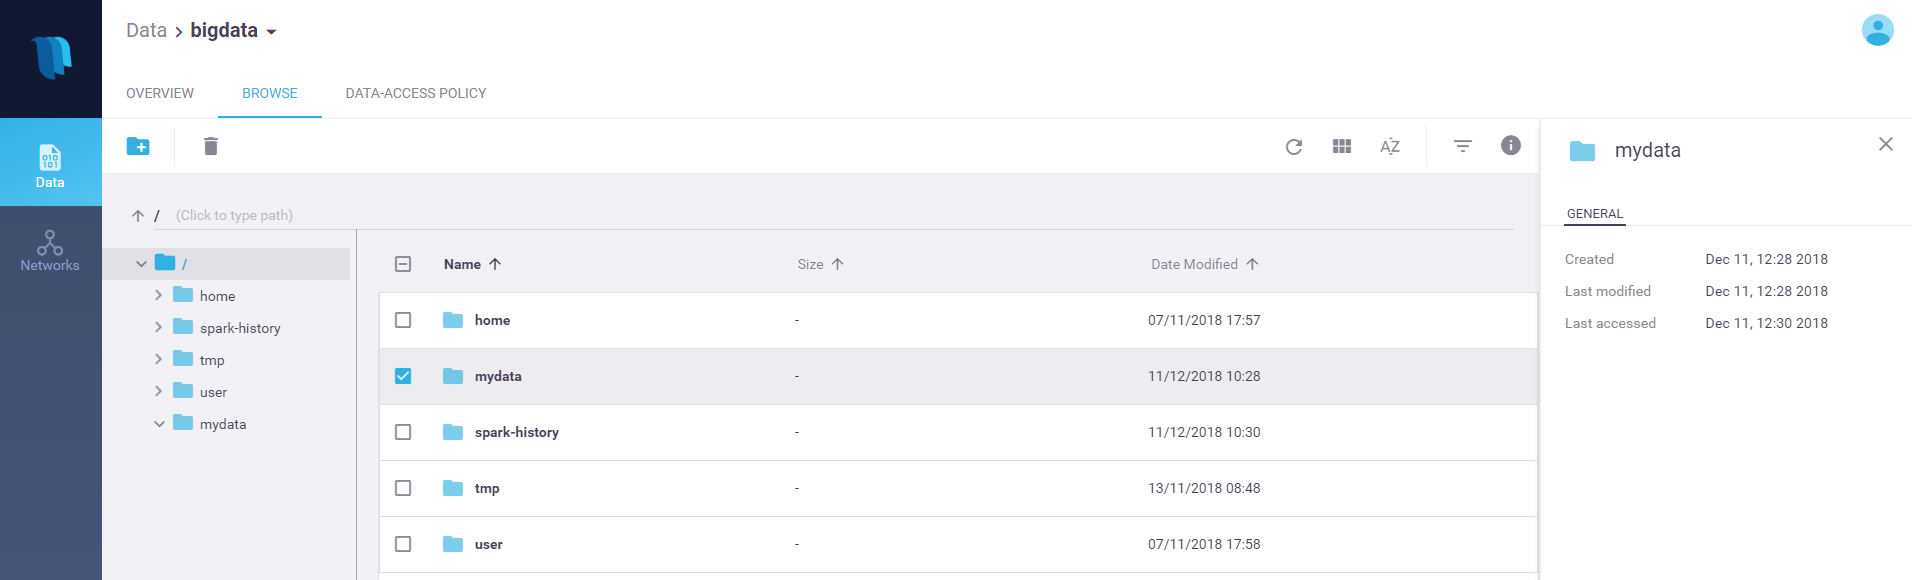 Data > bigdata
OVERVIEW BROWSE DATA-ACCESS POLICY
010
101
Data
Networks
AZ
/ (Click to type path)
/
home
spark-history
tmp
user
mydata
Name Size Date Modified
home - 07/11/2018 17:57
mydata - 11/12/2018 10:28
spark-history - 11/12/2018 10:30
tmp - 13/11/2018 08:48
user - 07/11/2018 17:58
mydata
GENERAL
Created Dec 11, 12:28 2018
Last modified Dec 11, 12:28 2018
Last accessed Dec 11, 12:30 2018